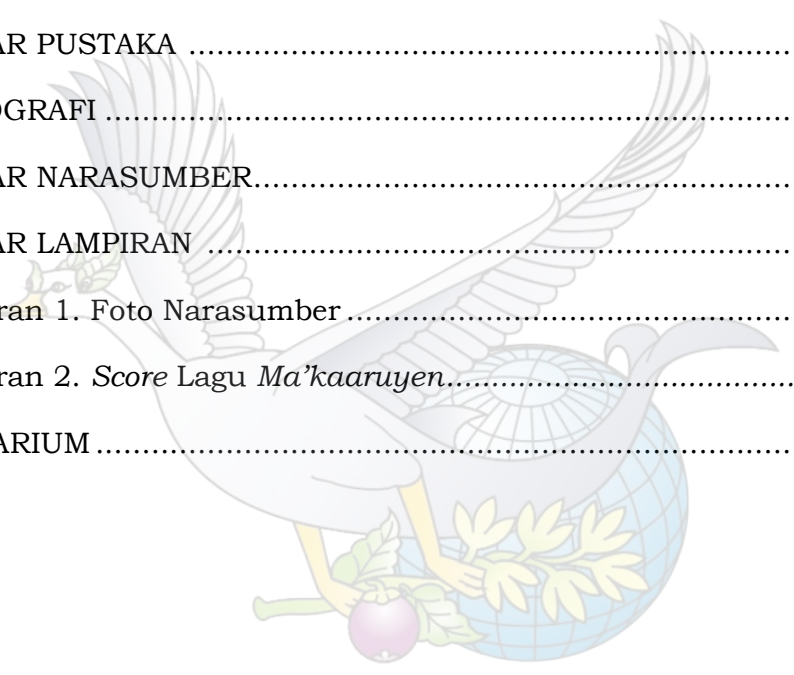 AR PUSTAKA ..................................................................
OGRAFI ...........................................................................
AR NARASUMBER..........................................................
AR LAMPIRAN ................................................................
ran 1. Foto Narasumber ................................................
ran 2. Score Lagu Ma’kaaruyen.....................................
ARIUM ............................................................................